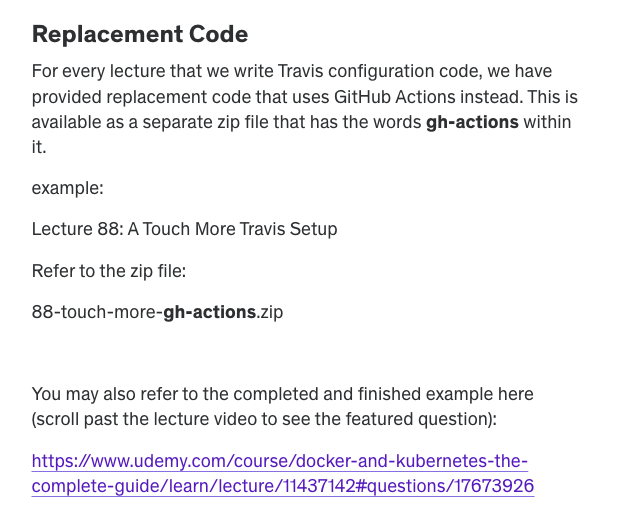 Replacement Code
For every lecture that we write Travis configuration code, we have
provided replacement code that uses GitHub Actions instead. This is
available as a separate zip file that has the words gh-actions within
it.
example:
Lecture 88: A Touch More Travis Setup
Refer to the zip file:
88-touch-more-gh-actions.zip
You may also refer to the completed and finished example here
(scroll past the lecture video to see the featured question):
https://www.udemy.com/course/docker-and-kubernetes-the-
complete-guide/learn/lecture/11437142#questions/17673926